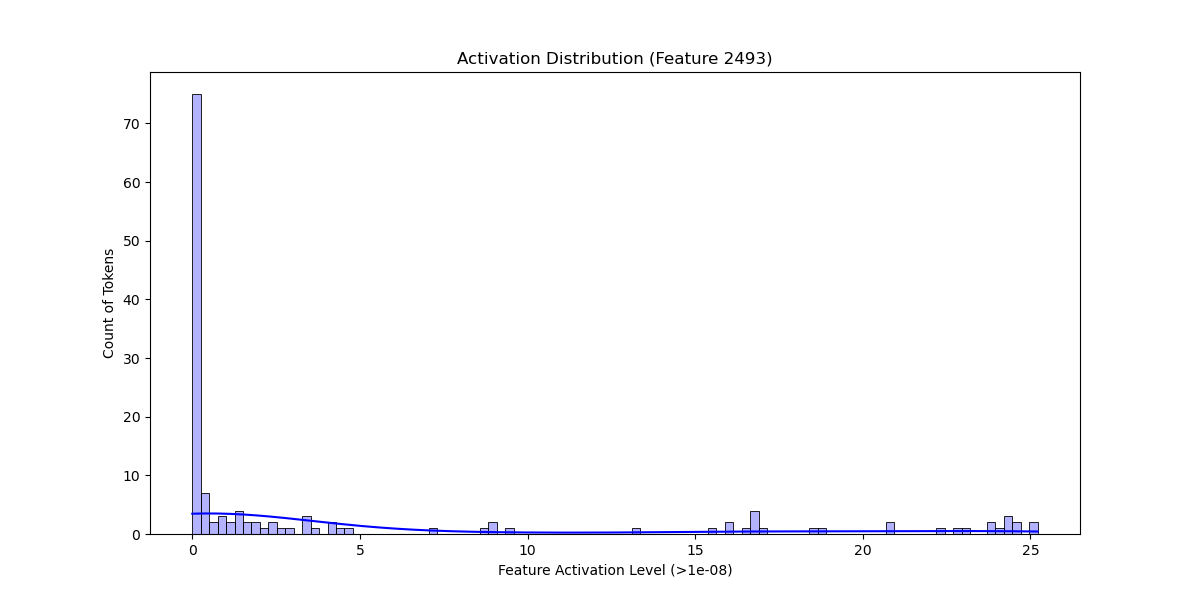 Activation Distribution (Feature 2493)
Count of Tokens
70
60
50
40
30
20
10
0
0 5 10 15 20 25
Feature Activation Level (>1e-08)